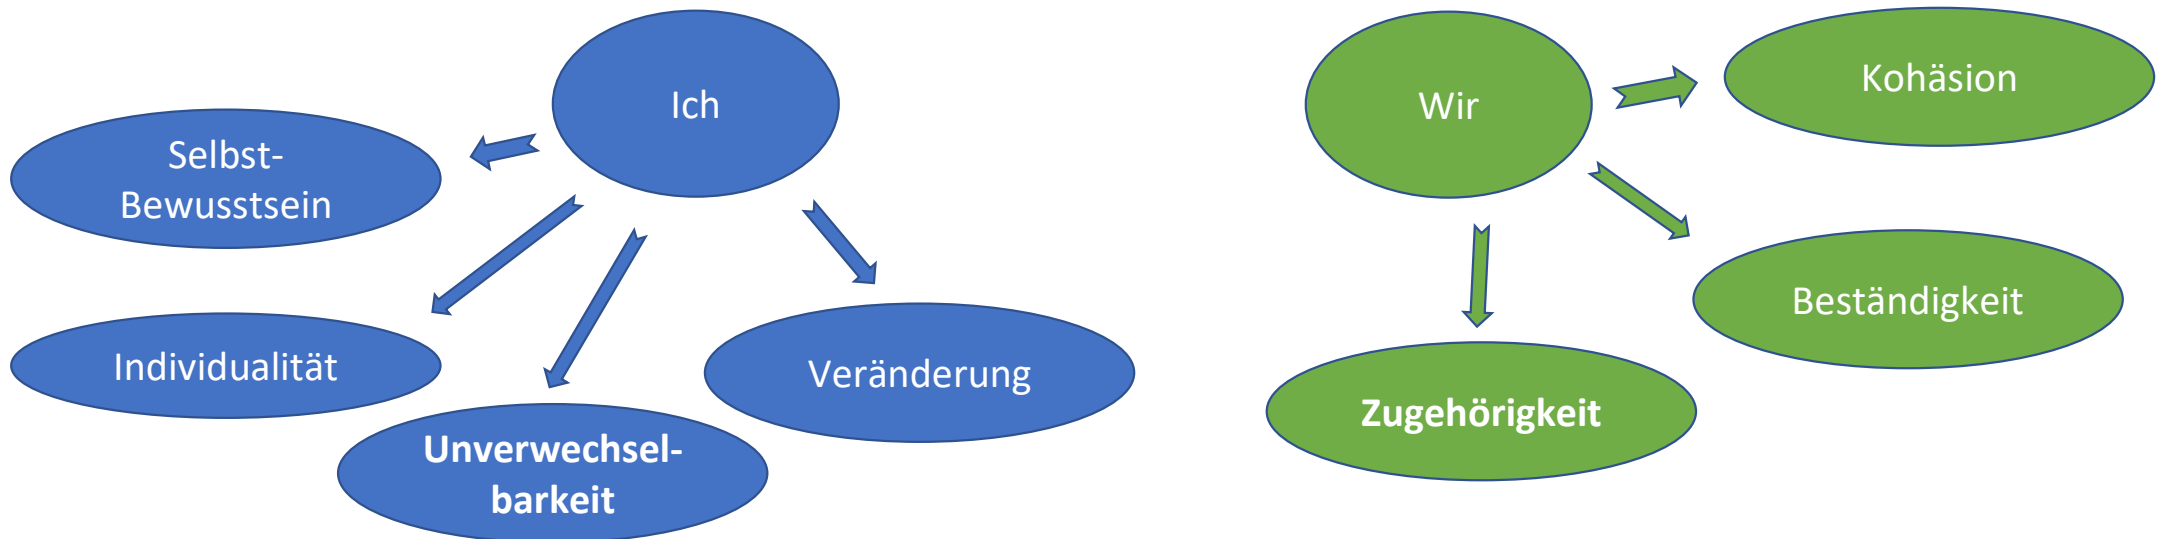 Ich
Selbst-
Bewusstsein
Individualität
Unverwechsel-
barkeit
Veränderung
Wir
Kohäsion
Beständigkeit
Zugehörigkeit